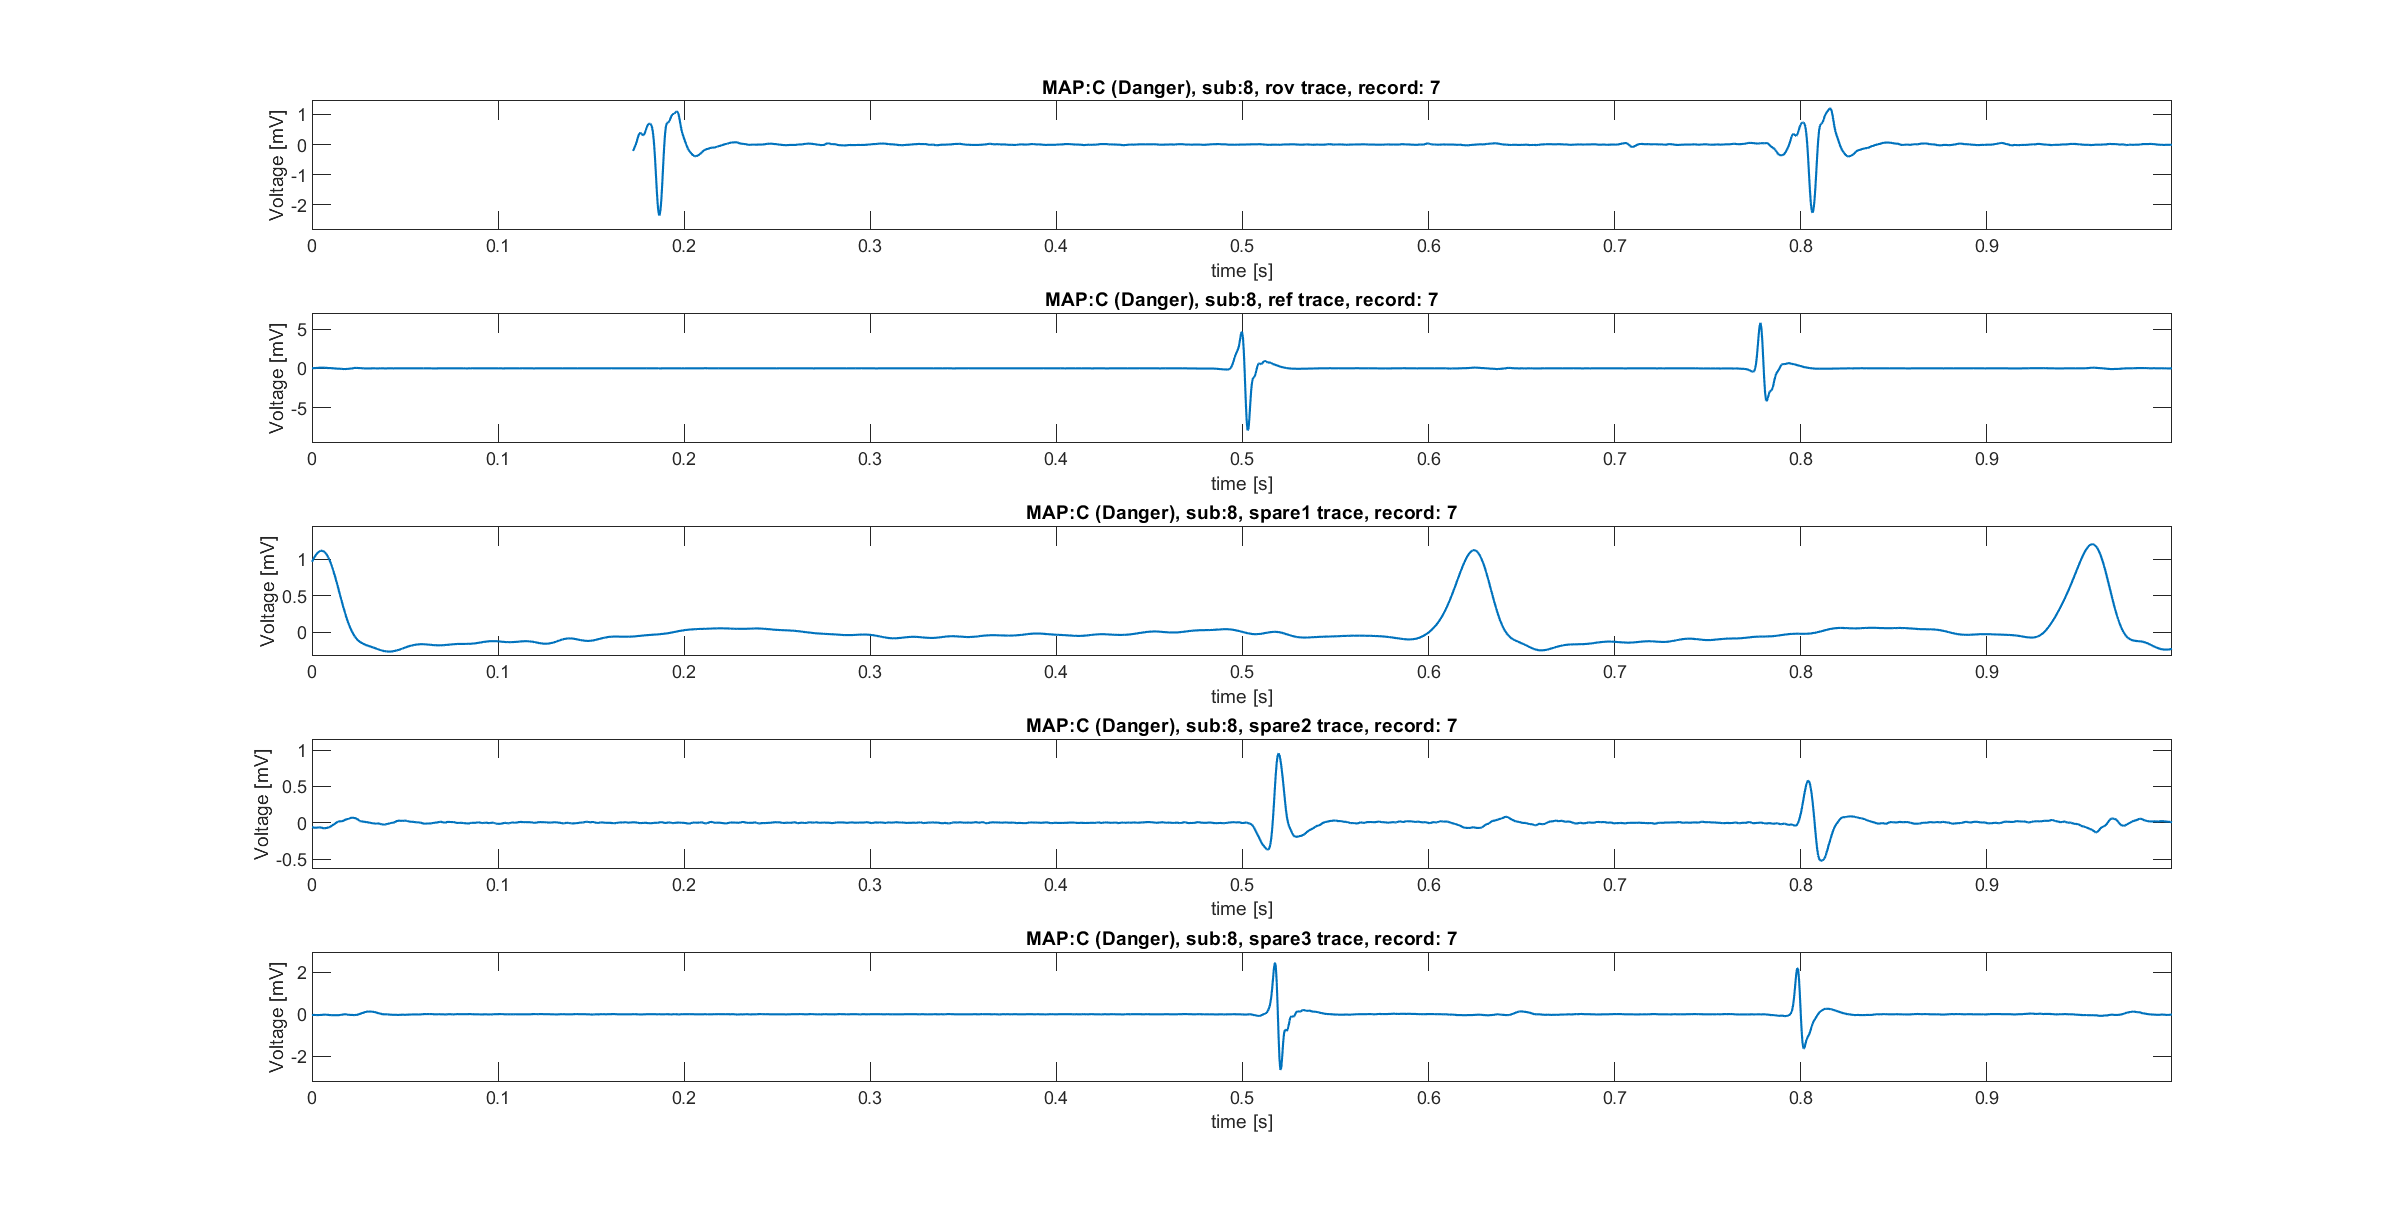 MAP:C (Danger), sub:8, rov trace, record: 7
Voltage [mV]
1
0
-1
-2
0 0.1 0.2 0.3 0.4 0.5 0.6 0.7 0.8 0.9
time [s]
MAP:C (Danger), sub:8, ref trace, record: 7
Voltage [mV]
5
0
-5
0 0.1 0.2 0.3 0.4 0.5 0.6 0.7 0.8 0.9
time [s]
MAP:C (Danger), sub:8, spare1 trace, record: 7
Voltage [mV]
1
0.5
0
0 0.1 0.2 0.3 0.4 0.5 0.6 0.7 0.8 0.9
time [s]
MAP:C (Danger), sub:8, spare2 trace, record: 7
Voltage [mV]
1
0.5
0
-0.5
0 0.1 0.2 0.3 0.4 0.5 0.6 0.7 0.8 0.9
time [s]
MAP:C (Danger), sub:8, spare3 trace, record: 7
Voltage [mV]
2
0
-2
0 0.1 0.2 0.3 0.4 0.5 0.6 0.7 0.8 0.9
time [s]